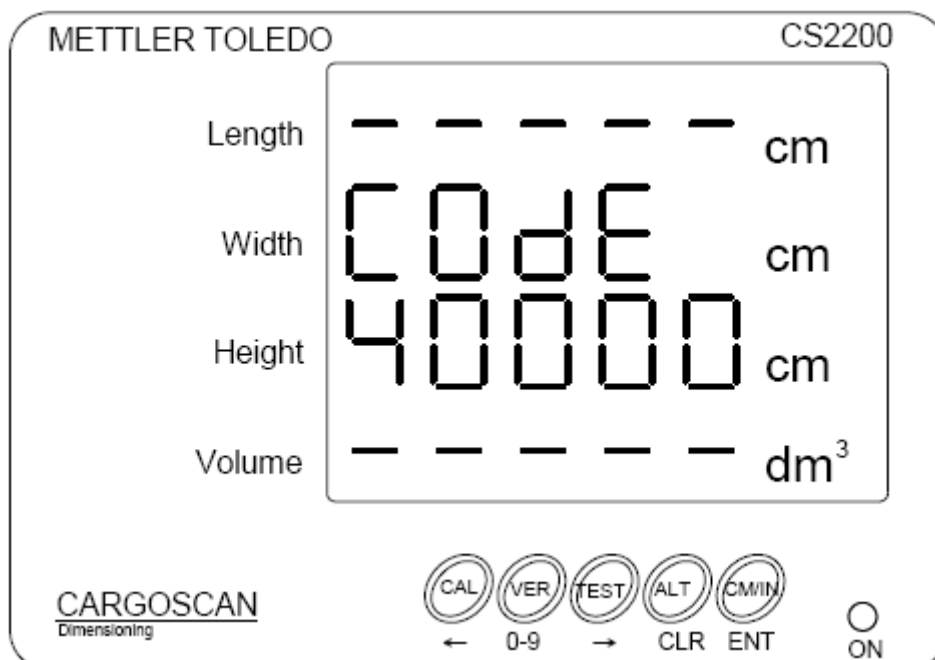 METTLER TOLEDO CS2200
Length - - - - - cm
Width COdE cm
Height 40000 cm
Volume - - - - - dm³
CAL VER TEST ALT CM/IN
← 0-9 → CLR ENT
CARGOSCAN
Dimensioning
ON